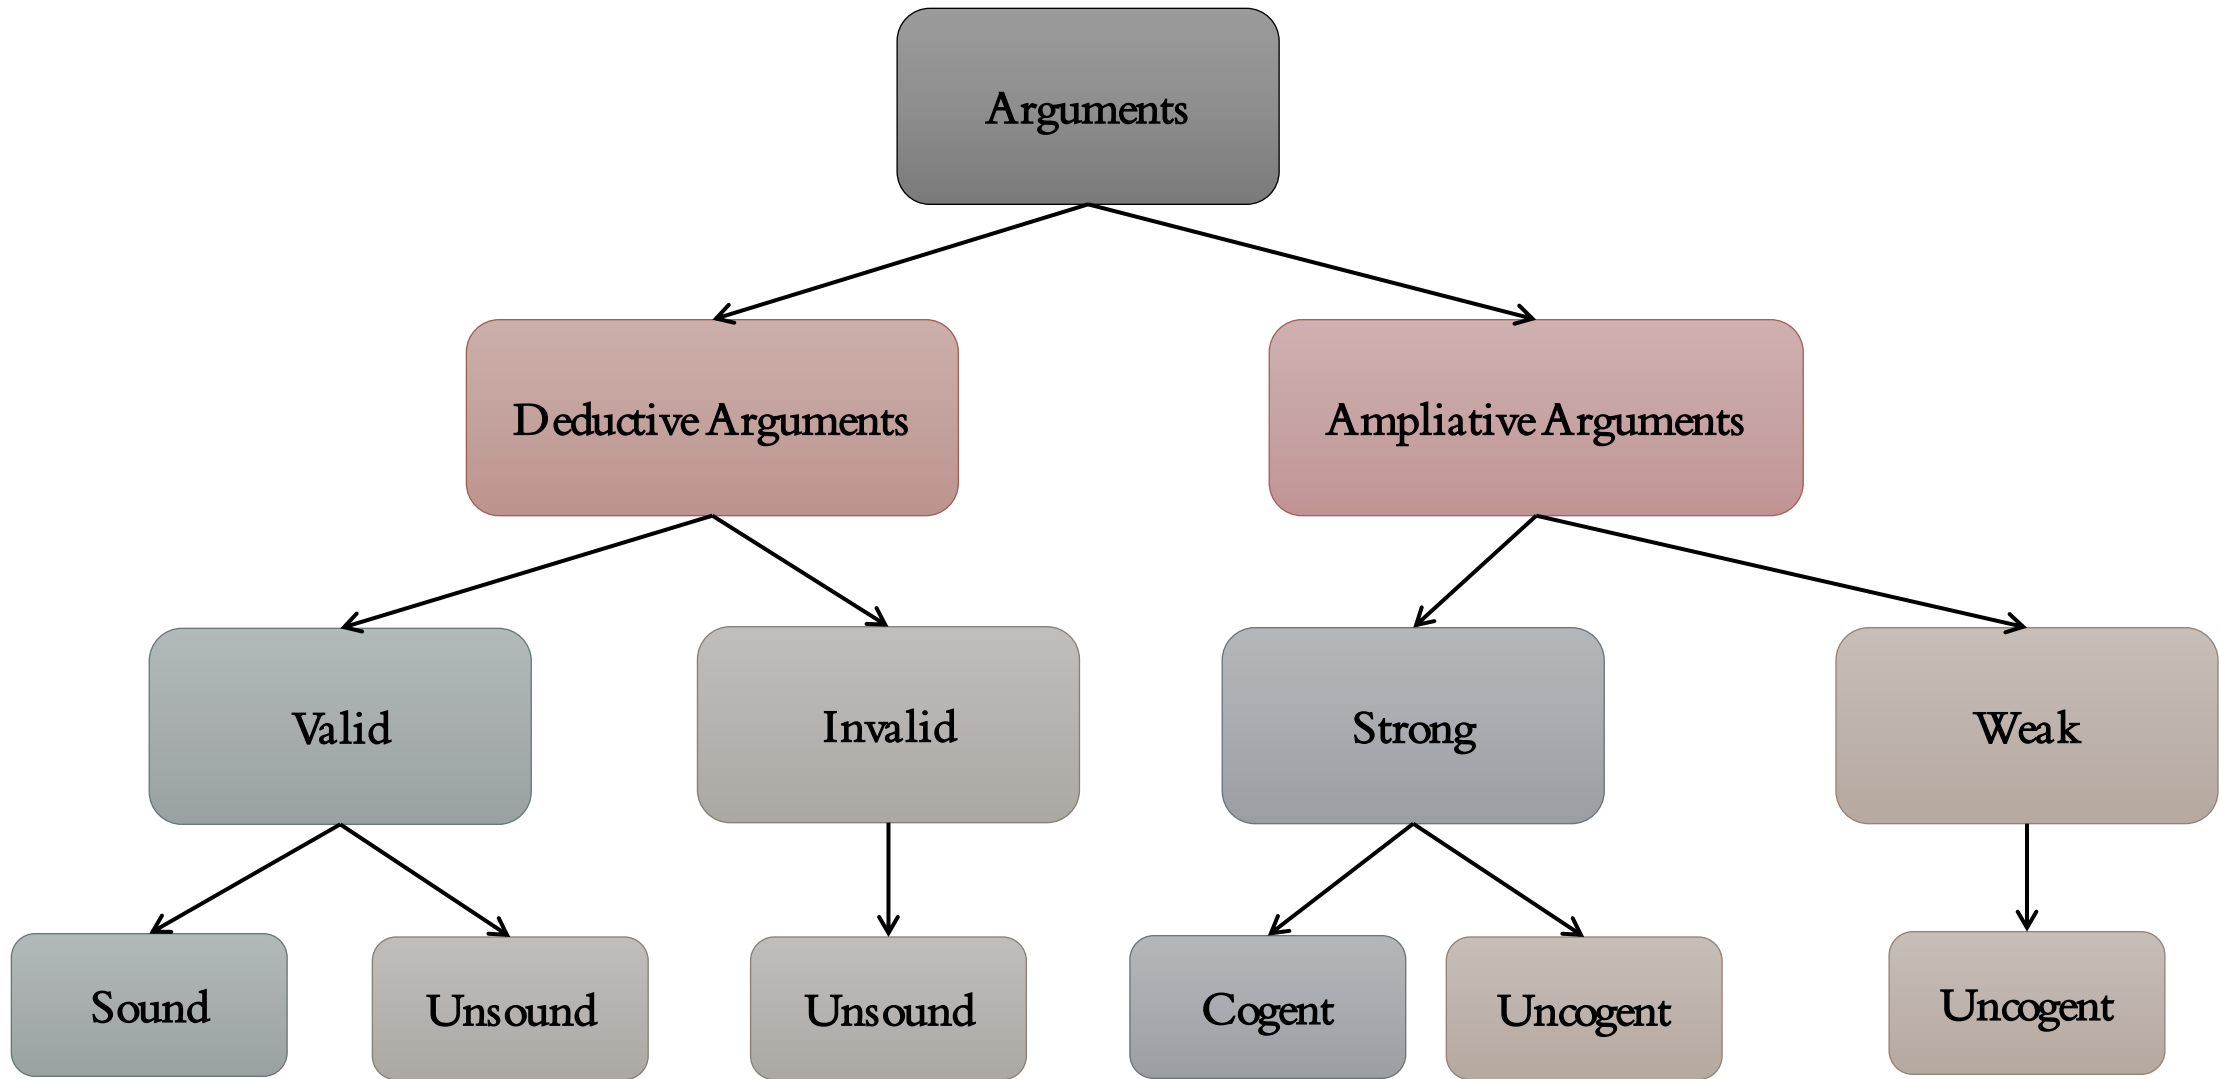 Arguments
Deductive Arguments
Ampliative Arguments
Valid
Invalid
Strong
Weak
Sound
Unsound
Unsound
Cogent
Uncogent
Uncogent